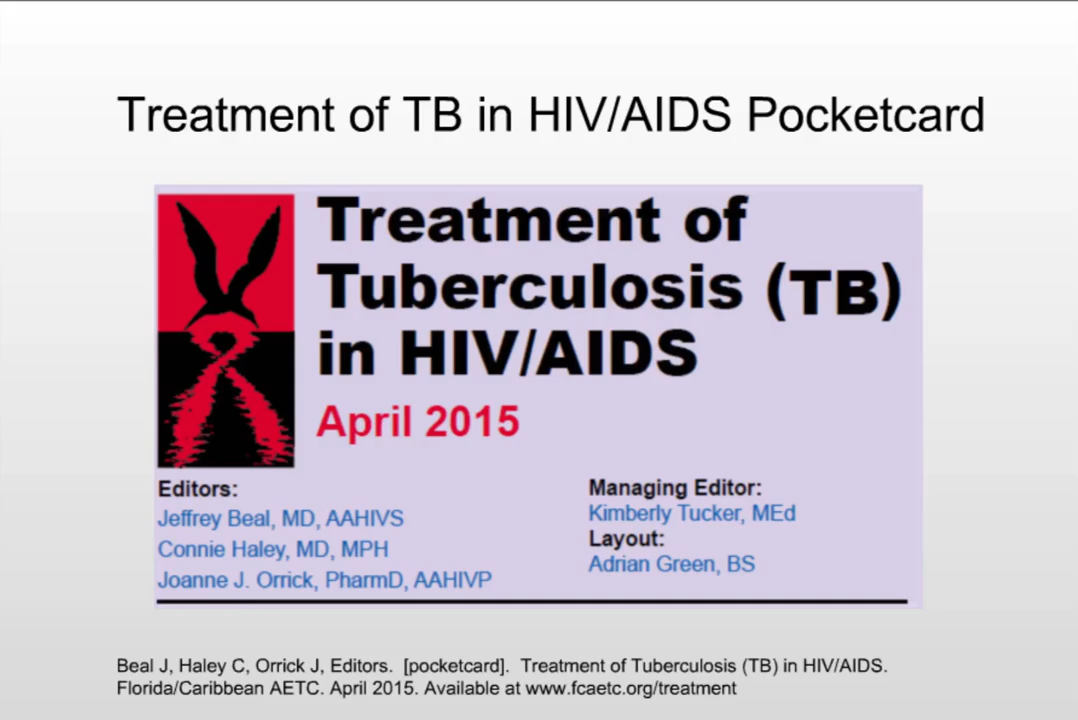 Treatment of TB in HIV/AIDS Pocketcard
Treatment of
Tuberculosis (TB)
in HIV/AIDS
April 2015
Editors:
Jeffrey Beal, MD, AAHIVS
Connie Haley, MD, MPH
Joanne J. Orrick, PharmD, AAHIVP
Managing Editor:
Kimberly Tucker, MEd
Layout:
Adrian Green, BS
Beal J, Haley C, Orrick J, Editors.  [pocketcard].  Treatment of Tuberculosis (TB) in HIV/AIDS.
Florida/Caribbean AETC. April 2015. Available at www.fcaetc.org/treatment